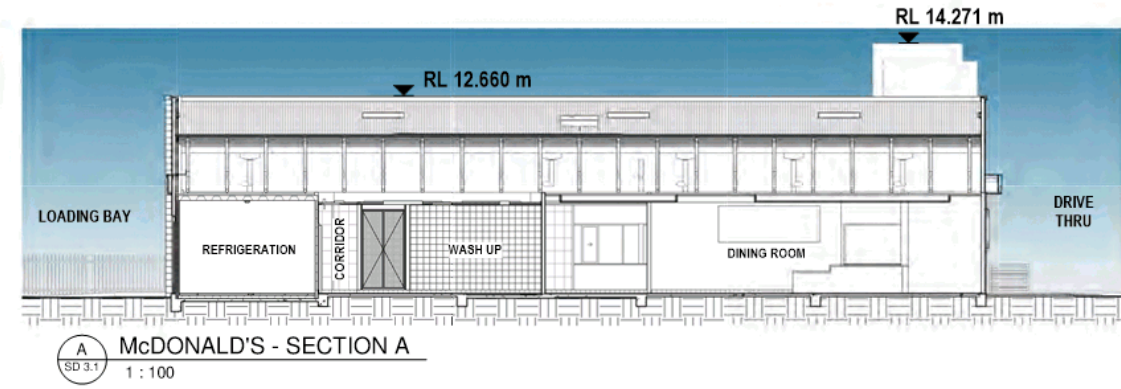 RL 14.271 m
RL 12.660 m
LOADING BAY
REFRIGERATION
CORRIDOR
WASH UP
DINING ROOM
DRIVE
THRU
A
SD 3.1
McDONALD'S - SECTION A
1 : 100